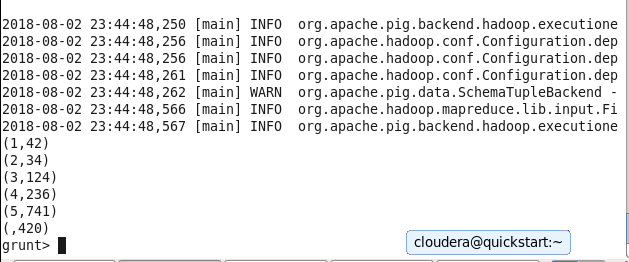 2018-08-02 23:44:48,250 [main] INFO  org.apache.pig.backend.hadoop.executione
2018-08-02 23:44:48,256 [main] INFO  org.apache.hadoop.conf.Configuration.dep
2018-08-02 23:44:48,256 [main] INFO  org.apache.hadoop.conf.Configuration.dep
2018-08-02 23:44:48,261 [main] INFO  org.apache.hadoop.conf.Configuration.dep
2018-08-02 23:44:48,262 [main] WARN  org.apache.pig.data.SchemaTupleBackend -
2018-08-02 23:44:48,566 [main] INFO  org.apache.hadoop.mapreduce.lib.input.Fi
2018-08-02 23:44:48,567 [main] INFO  org.apache.pig.backend.hadoop.executione
(1,42)
(2,34)
(3,124)
(4,236)
(5,741)
(,420)
grunt>
cloudera@quickstart:~